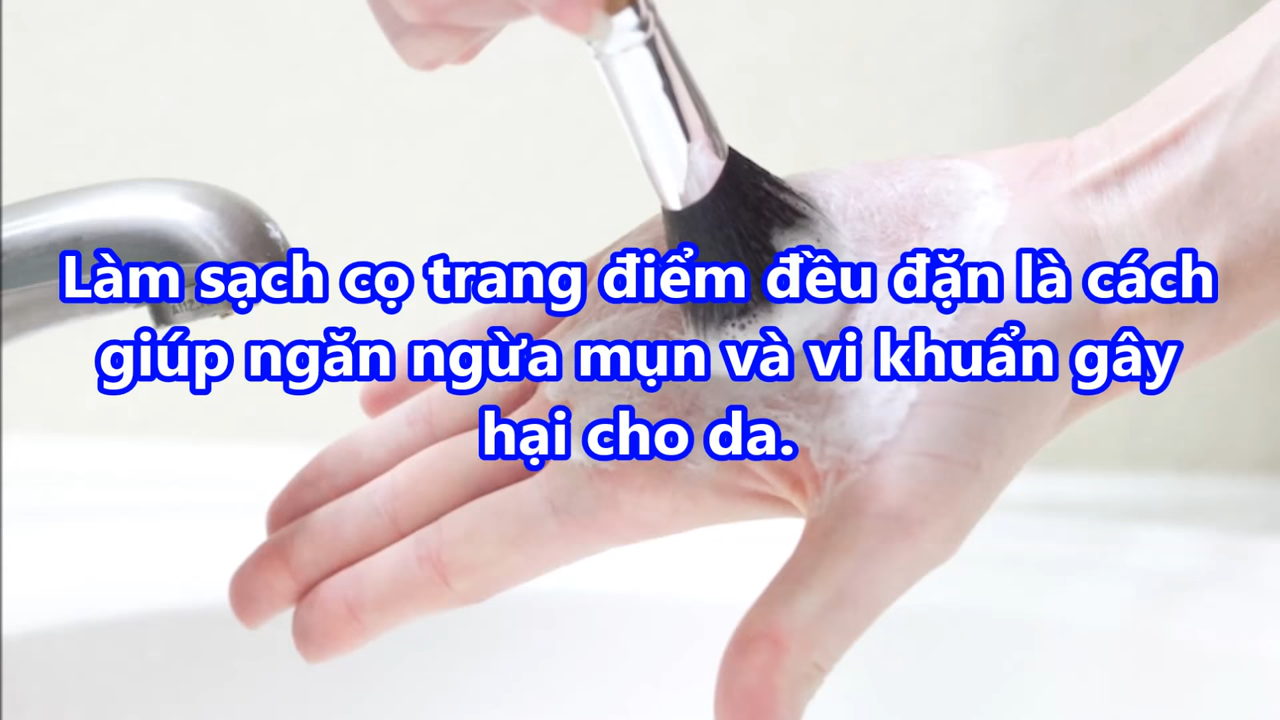 Làm sạch cọ trang điểm đều đặn là cách
giúp ngăn ngừa mụn và vi khuẩn gây
hại cho da.